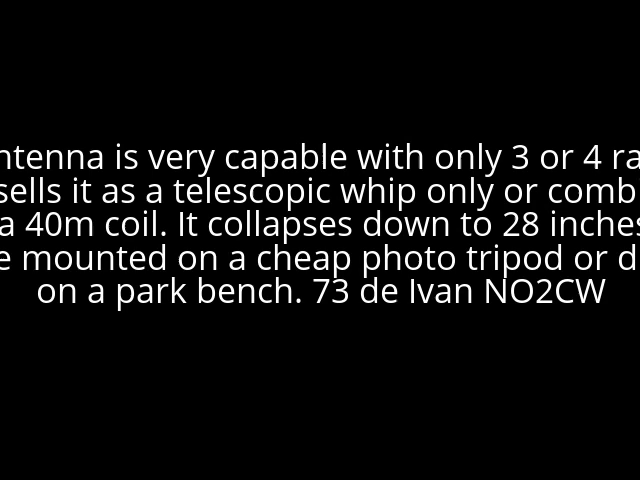 ntenna is very capable with only 3 or 4 ra
sells it as a telescopic whip only or comb
a 40m coil. It collapses down to 28 inches
e mounted on a cheap photo tripod or d
on a park bench. 73 de Ivan NO2CW